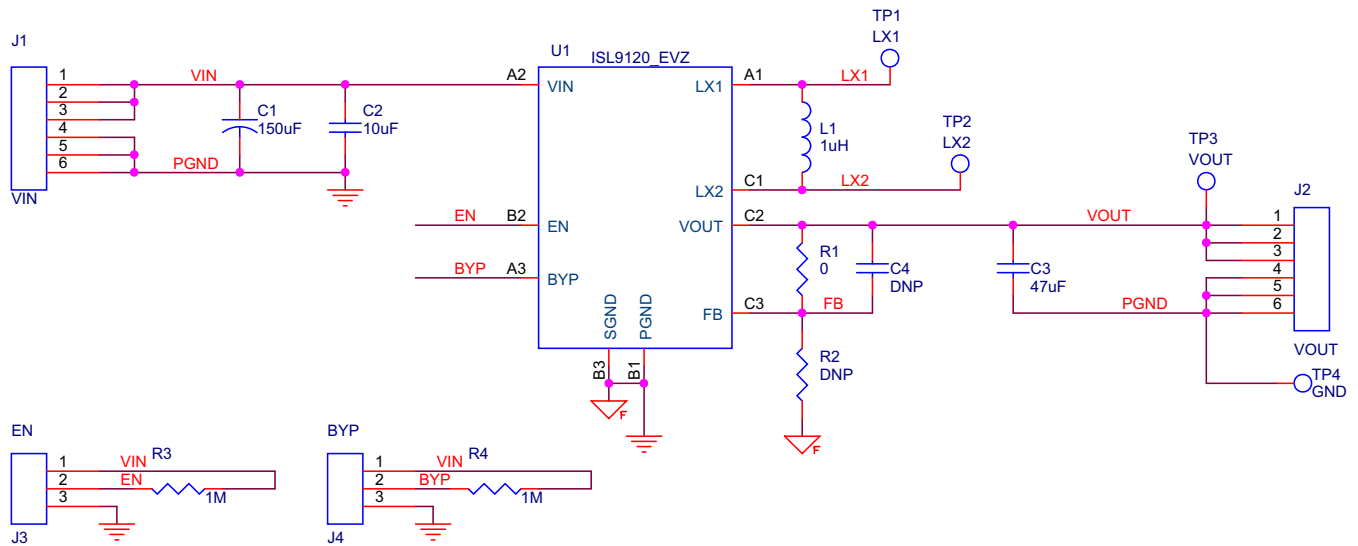 J1
1
2
3
4
5
6
VIN
VIN
PGND
C1
150uF
C2
10uF
U1
ISL9120_EVZ
A2
VIN
EN
B2
EN
BYP
A3
BYP
SGND
PGND
B3
B1
F
LX1
A1
LX1
TP1
LX1
L1
1uH
TP2
LX2
LX2
C1
LX2
VOUT
C2
VOUT
R1
0
C4
DNP
C3
47uF
FB
C3
FB
R2
DNP
F
PGND
TP3
VOUT
J2
1
2
3
4
5
6
VOUT
TP4
GND
EN
1
2
3
VIN
R3
EN
1M
J3
BYP
1
2
3
VIN
R4
BYP
1M
J4